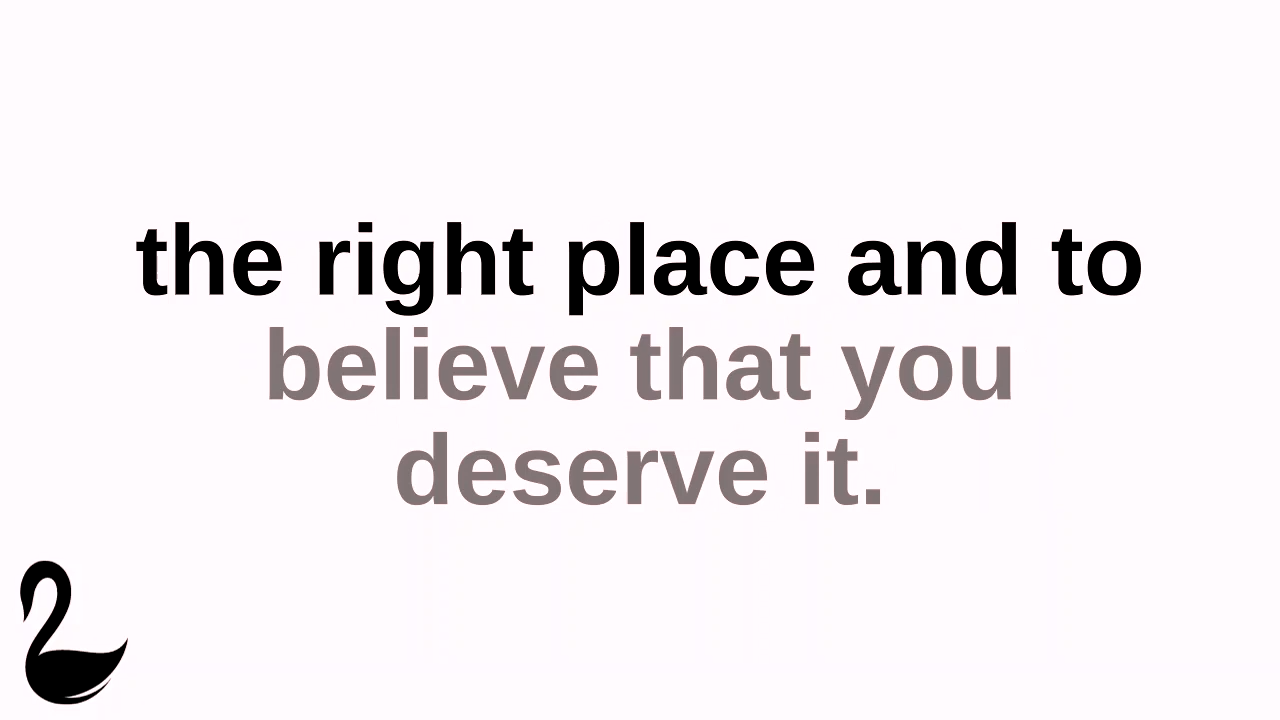 the right place and to
believe that you
deserve it.